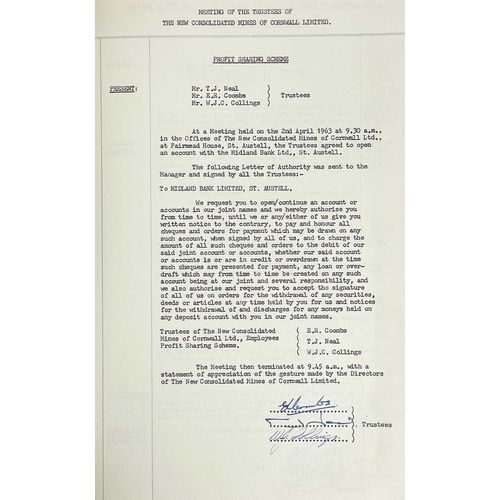 MEETING OF THE TRUSTEES OF
THE NEW CONSOLIDATED MINES OF CORNWALL LIMITED.
PROFIT SHARING SCHEME
PRESENT:
Mr. T.J. Neal )
Mr. E.R. Coombs ) Trustees
Mr. W.J.C. Collings )
At a Meeting held on the 2nd April 1963 at 9.30 a.m.,
in the Offices of The New Consolidated Mines of Cornwall Ltd.,
at Fairmead House, St. Austell, the Trustees agreed to open
an account with the Midland Bank Ltd., St. Austell.
The following Letter of Authority was sent to the
Manager and signed by all the Trustees:-
To MIDLAND BANK LIMITED, ST. AUSTELL.
We request you to open/continue an account or
accounts in our joint names and we hereby authorise you
from time to time, until we or any/either of us give you
written notice to the contrary, to pay and honour all
cheques and orders for payment which may be drawn on any
such account, when signed by all of us, and to charge the
amount of all such cheques and orders to the debit of our
said joint account or accounts, whether our said account
or accounts is or are in credit or overdrawn at the time
such cheques are presented for payment, any loan or over-
draft which may from time to time be created on any such
account being at our joint and several responsibility, and
we also authorise and request you to accept the signature
of all of us on orders for the withdrawal of any securities,
deeds or articles at any time held by you for us and notices
for the withdrawal of and discharges for any moneys held on
any deposit account with you in our joint names.
Trustees of The New Consolidated ( E.R. Coombs
Mines of Cornwall Ltd., Employees ( T.J. Neal
Profit Sharing Scheme. ( W.J.C. Collings
The Meeting then terminated at 9.45 a.m., with a
statement of appreciation of the gesture made by the Directors
of The New Consolidated Mines of Cornwall Limited.
ERCoombs )
) Trustees
WJCollings )